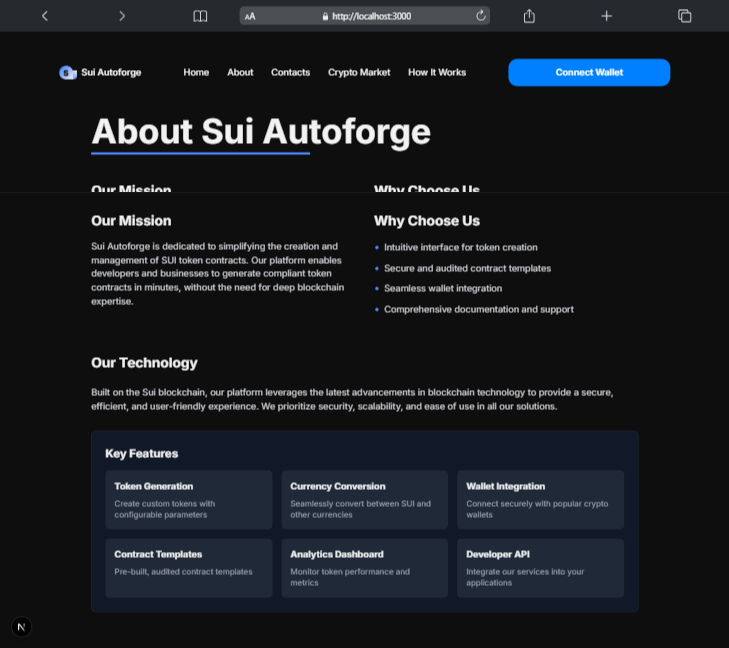 AA http://localhost:3000
Sui Autoforge Home About Contacts Crypto Market How It Works Connect Wallet
About Sui Autoforge
Our Mission Why Choose Us
Our Mission
Sui Autoforge is dedicated to simplifying the creation and
management of SUI token contracts. Our platform enables
developers and businesses to generate compliant token
contracts in minutes, without the need for deep blockchain
expertise.
Why Choose Us
• Intuitive interface for token creation
• Secure and audited contract templates
• Seamless wallet integration
• Comprehensive documentation and support
Our Technology
Built on the Sui blockchain, our platform leverages the latest advancements in blockchain technology to provide a secure,
efficient, and user-friendly experience. We prioritize security, scalability, and ease of use in all our solutions.
Key Features
Token Generation
Create custom tokens with
configurable parameters
Currency Conversion
Seamlessly convert between SUI and
other currencies
Wallet Integration
Connect securely with popular crypto
wallets
Contract Templates
Pre-built, audited contract templates
Analytics Dashboard
Monitor token performance and
metrics
Developer API
Integrate our services into your
applications
N